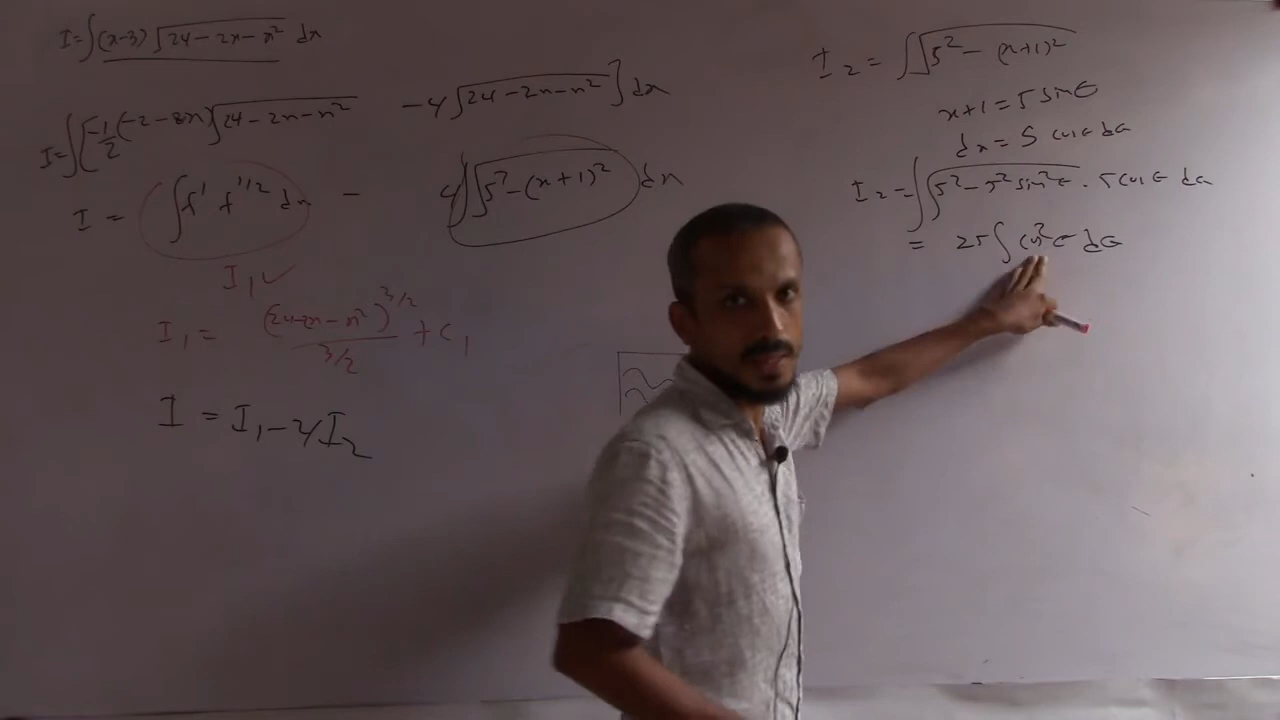 I=∫(x-3) √24-2x-x² dx
I=∫[-1/2(-2-2x)√24-2x-x² -4√24-2x-x²]dx
I = ∫f' f^1/2 dx - 4∫√5²-(x+1)² dx
I₁✓
I₁ = (24-2x-x²)^3/2 / 3/2 + C₁
I = I₁-4I₂
I₂ = ∫√5²-(x+1)²
x+1=5 sinθ
dx = 5 cosθ dθ
I₂ = ∫√5²-5²sin²θ · 5cosθ dθ
= 25∫cos²θ dθ